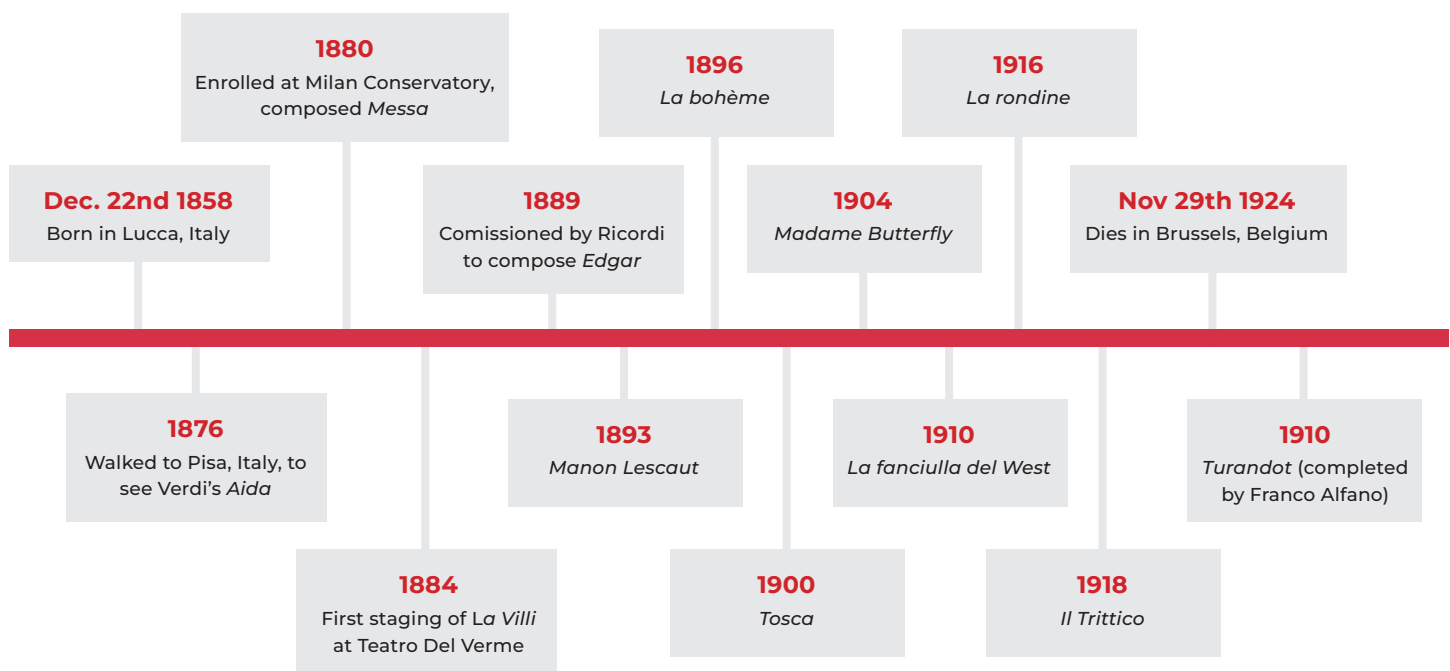 Dec. 22nd 1858
Born in Lucca, Italy
1876
Walked to Pisa, Italy, to
see Verdi’s Aida
1880
Enrolled at Milan Conservatory,
composed Messa
1884
First staging of La Villi
at Teatro Del Verme
1889
Comissioned by Ricordi
to compose Edgar
1893
Manon Lescaut
1896
La bohème
1900
Tosca
1904
Madame Butterfly
1910
La fanciulla del West
1916
La rondine
1918
Il Trittico
Nov 29th 1924
Dies in Brussels, Belgium
1910
Turandot (completed
by Franco Alfano)